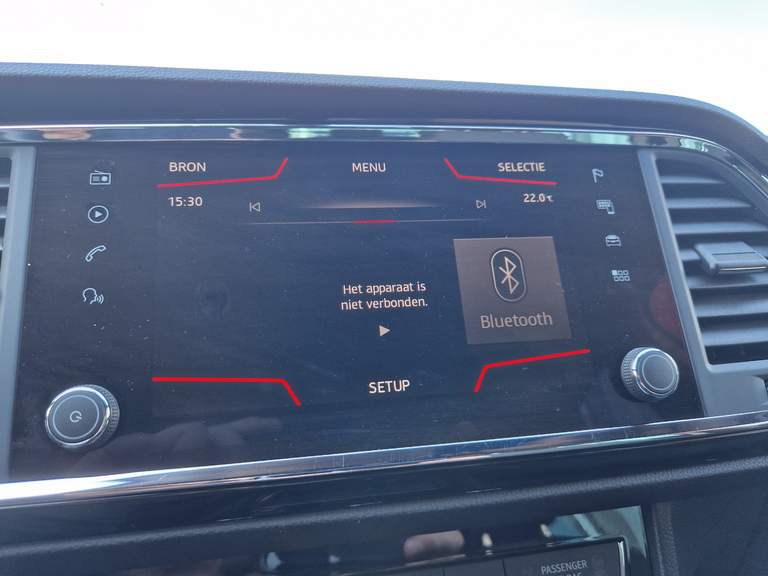 BRON MENU SELECTIE
15:30 22.0
Het apparaat is
niet verbonden.
Bluetooth
SETUP
PASSENGER